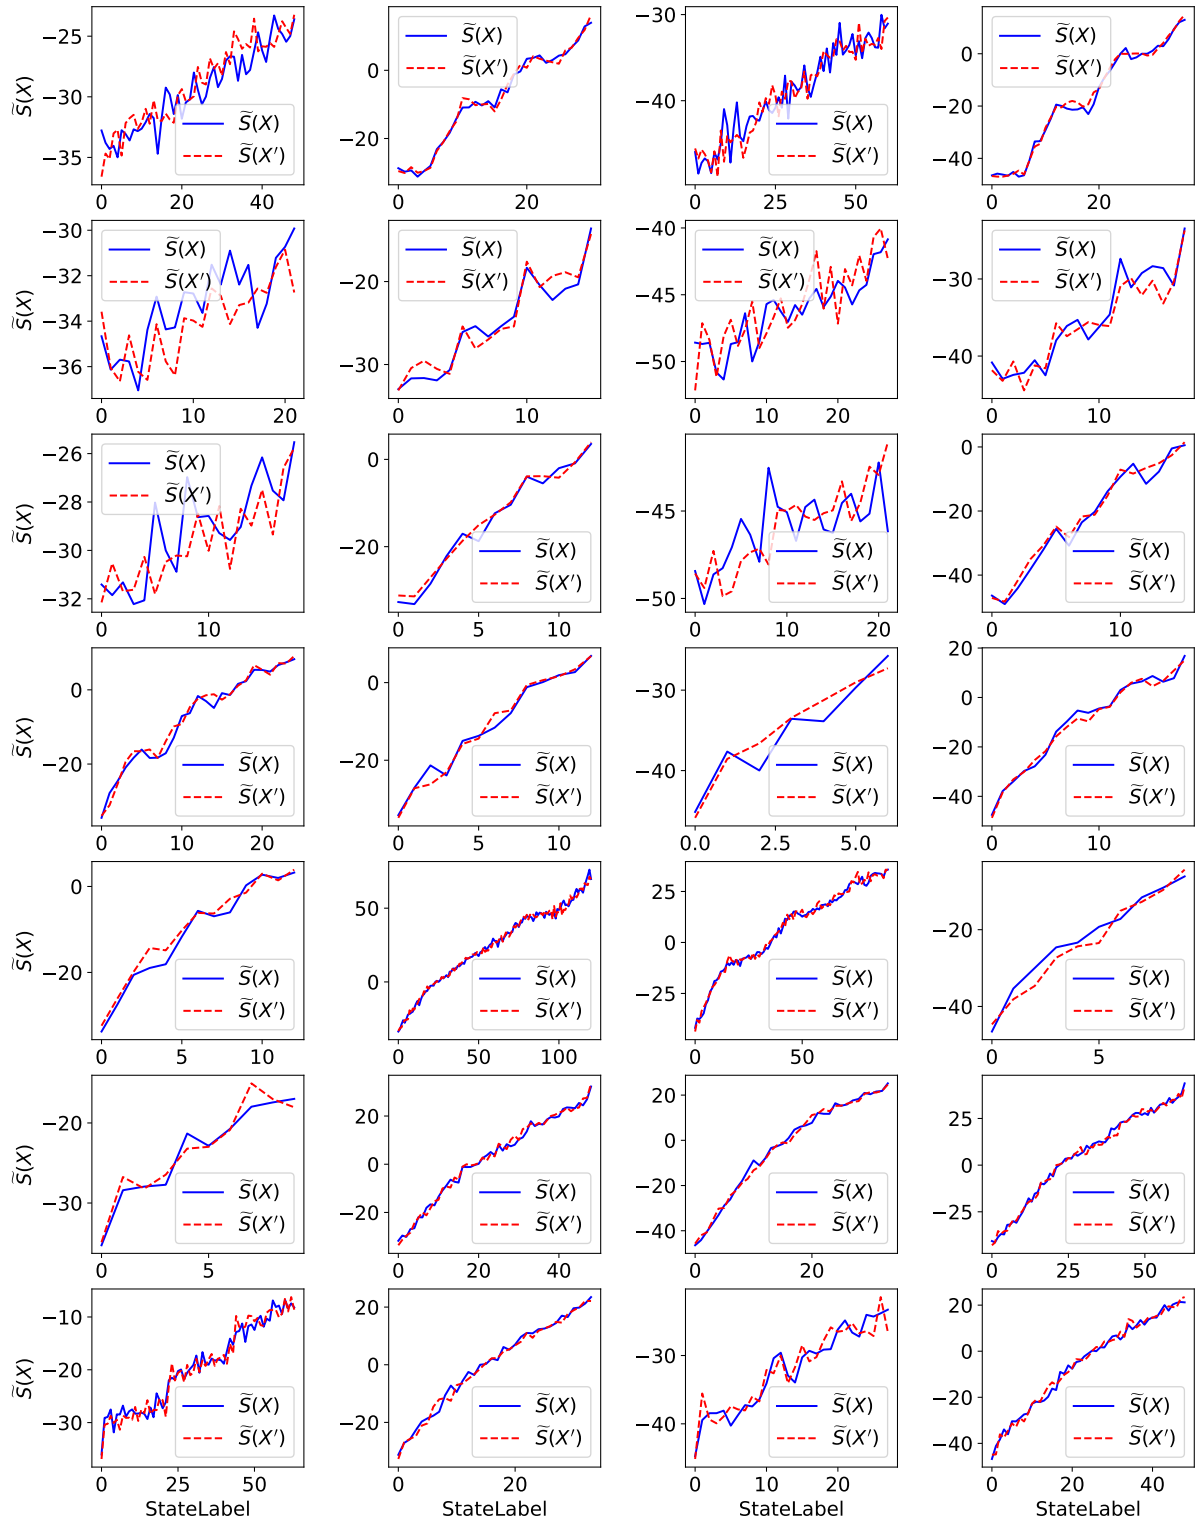 −25
−30
−35
0 20 40
S̃(X)
S̃(X)
S̃(X′)
0
−20
0 10 20
S̃(X)
S̃(X′)
−30
−40
0 20 40 60
S̃(X)
S̃(X′)
0
−20
−40
0 20
S̃(X)
S̃(X′)
−30
−32
−34
−36
0 10 20
S̃(X)
S̃(X)
S̃(X′)
−20
−30
0 10
S̃(X)
S̃(X′)
−40
−45
−50
0 10 20
S̃(X)
S̃(X′)
−30
−40
0 10
S̃(X)
S̃(X′)
−26
−28
−30
−32
0 10
S̃(X)
S̃(X)
S̃(X′)
0
−20
0 5 10
S̃(X)
S̃(X′)
−45
−50
0 5 10 15 20
S̃(X)
S̃(X′)
0
−20
−40
0 10
S̃(X)
S̃(X′)
0
−20
0 10 20
S̃(X)
S̃(X)
S̃(X′)
0
−20
0 5 10
S̃(X)
S̃(X′)
−30
−40
0.0 2.5 5.0
S̃(X)
S̃(X′)
20
0
−20
−40
0 10
S̃(X)
S̃(X′)
0
−20
0 5 10
S̃(X)
S̃(X)
S̃(X′)
50
0
0 50 100
S̃(X)
S̃(X′)
25
0
−25
0 50
S̃(X)
S̃(X′)
−20
−40
0 5
S̃(X)
S̃(X′)
−20
−30
0 5
S̃(X)
S̃(X)
S̃(X′)
20
0
−20
0 20 40
S̃(X)
S̃(X′)
20
0
−20
−40
0 20
S̃(X)
S̃(X′)
25
0
−25
0 25 50
S̃(X)
S̃(X′)
−10
−20
−30
0 25 50
S̃(X)
StateLabel
S̃(X)
S̃(X′)
20
0
−20
0 20
StateLabel
S̃(X)
S̃(X′)
−30
−40
0 10 20
StateLabel
S̃(X)
S̃(X′)
20
0
−20
−40
0 20 40
StateLabel
S̃(X)
S̃(X′)